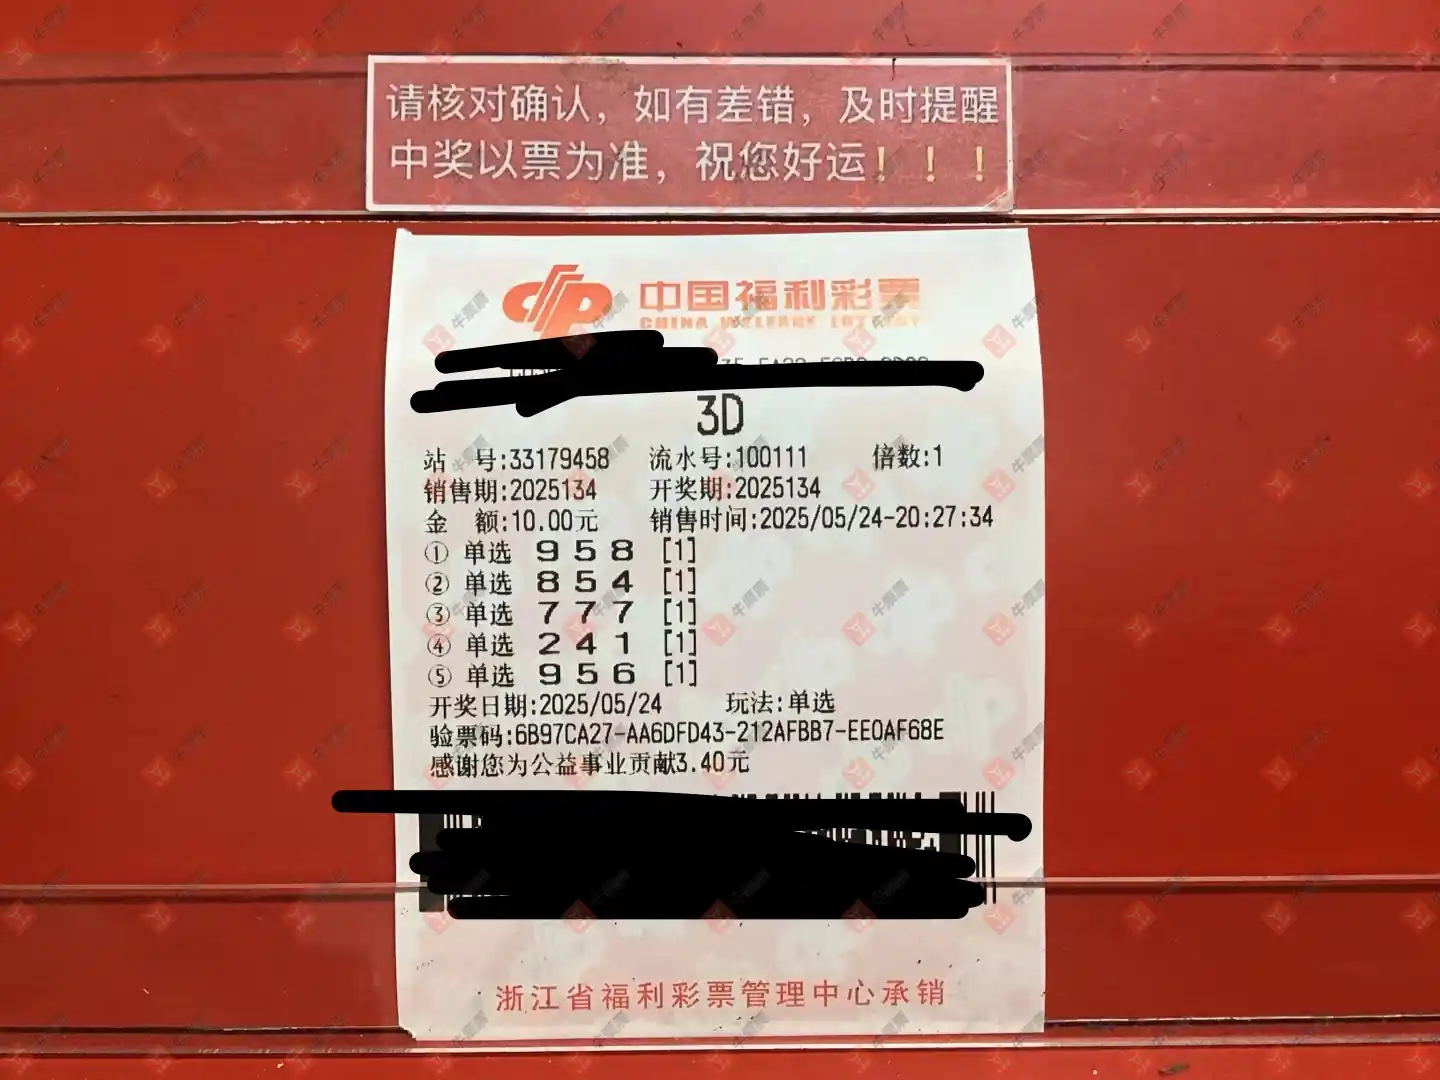 请核对确认，如有差错，及时提醒
中奖以票为准，祝您好运！！！
中国福利彩票
CHINA WELFARE LOTTERY
3D
站 号:33179458 流水号:100111 倍数:1
销售期:2025134 开奖期:2025134
金 额:10.00元 销售时间:2025/05/24-20:27:34
① 单选 9 5 8 [1]
② 单选 8 5 4 [1]
③ 单选 7 7 7 [1]
④ 单选 2 4 1 [1]
⑤ 单选 9 5 6 [1]
开奖日期:2025/05/24 玩法:单选
验票码:6B97CA27-AA6DFD43-212AFBB7-EE0AF68E
感谢您为公益事业贡献3.40元
浙江省福利彩票管理中心承销
牛票票